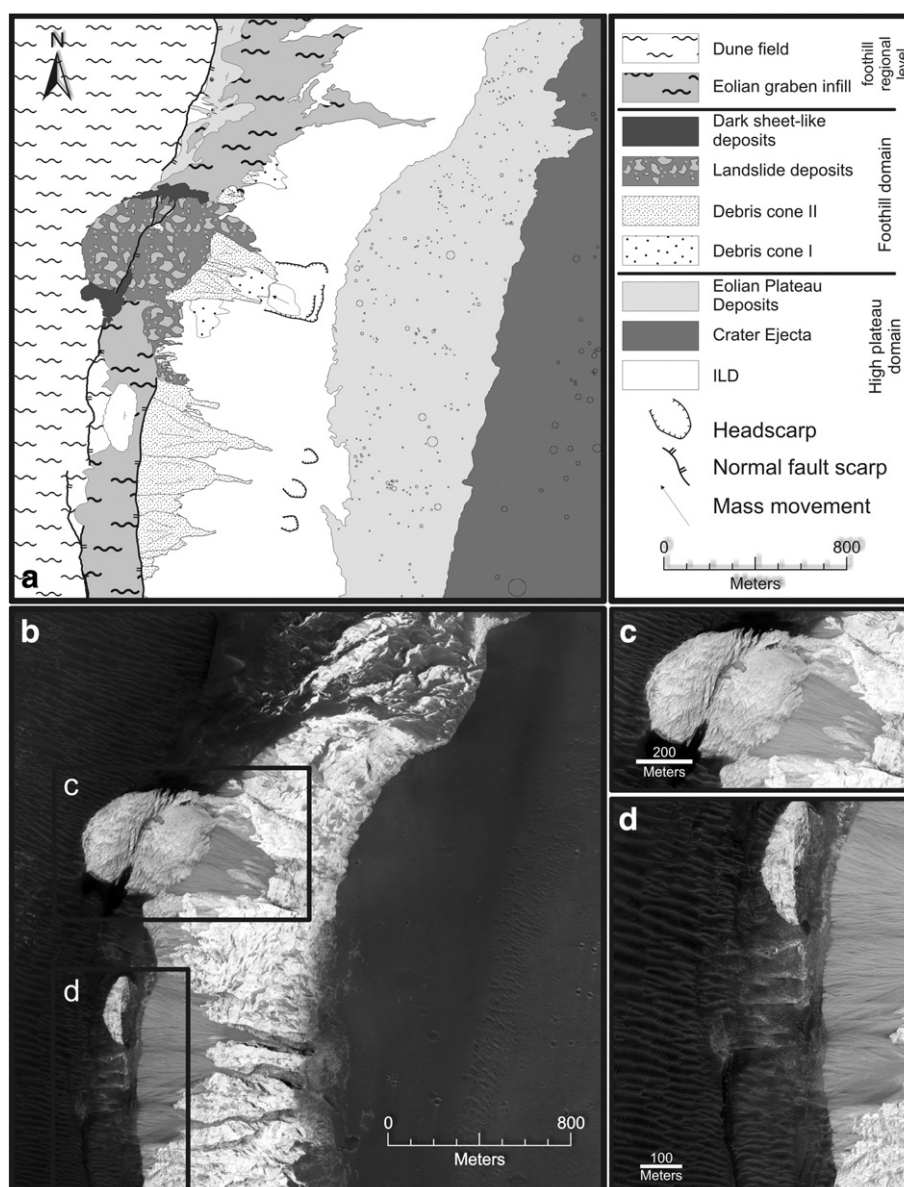 N
a
Dune field
Eolian graben infill
foothill
regional
level
Dark sheet-like
deposits
Landslide deposits
Debris cone II
Debris cone I
Foothill domain
Eolian Plateau
Deposits
Crater Ejecta
ILD
High plateau
domain
Headscarp
Normal fault scarp
Mass movement
0 800
Meters
b
c
d
0 800
Meters
c
200
Meters
d
100
Meters